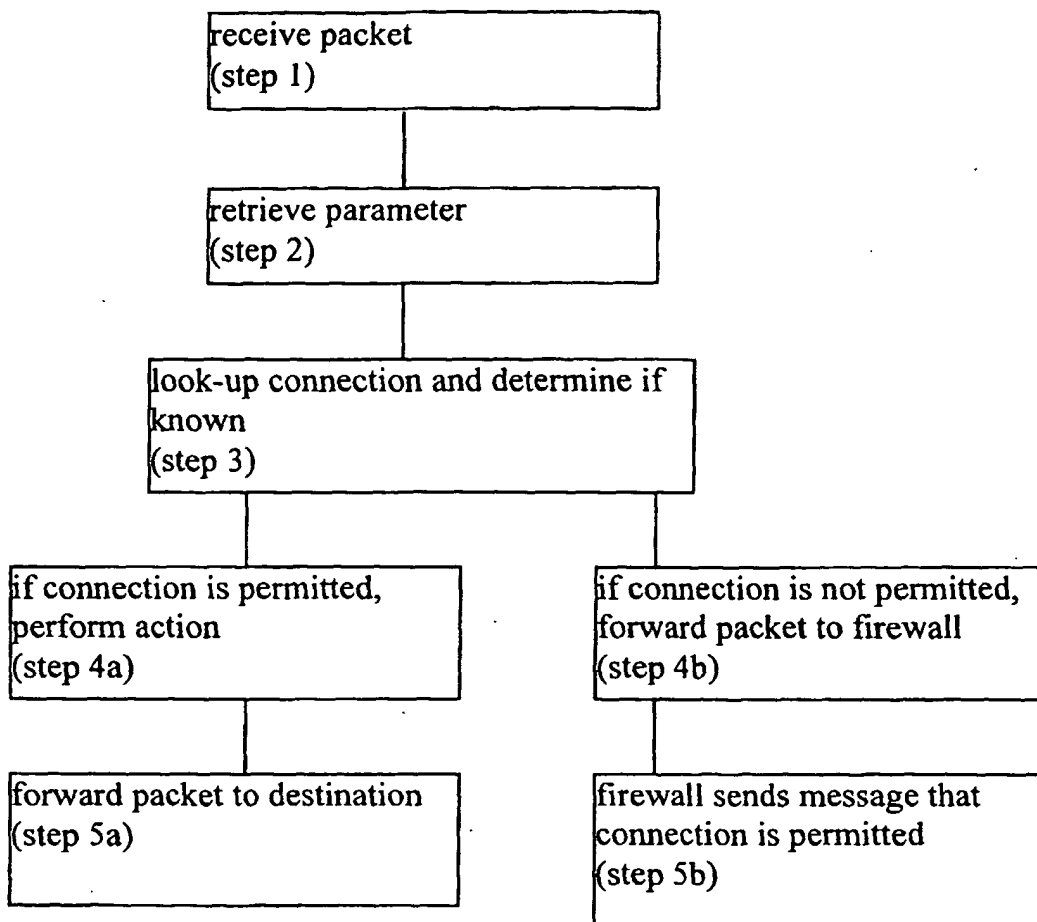 receive packet
(step 1)
retrieve parameter
(step 2)
look-up connection and determine if
known
(step 3)
if connection is permitted,
perform action
(step 4a)
if connection is not permitted,
forward packet to firewall
(step 4b)
forward packet to destination
(step 5a)
firewall sends message that
connection is permitted
(step 5b)